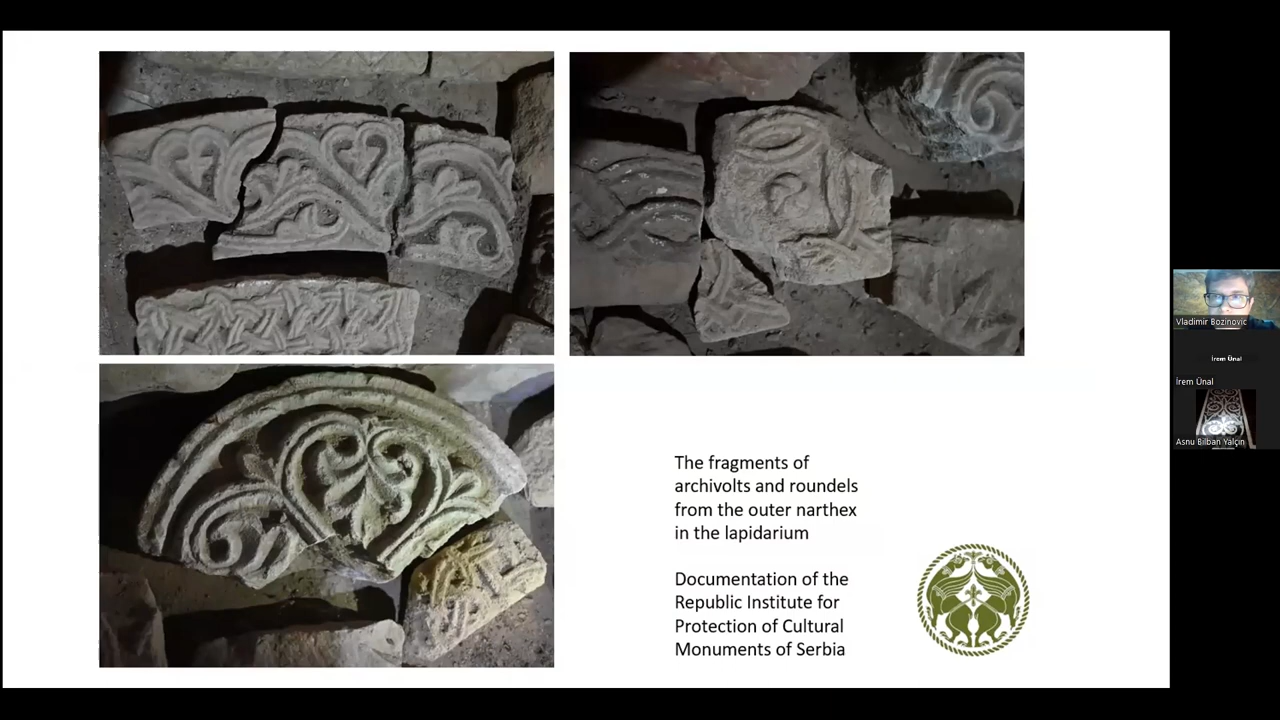 The fragments of
archivolts and roundels
from the outer narthex
in the lapidarium
Documentation of the
Republic Institute for
Protection of Cultural
Monuments of Serbia
Vladimir Bozinovic
İrem Ünal
İrem Ünal
Asnu Bilban Yalçın